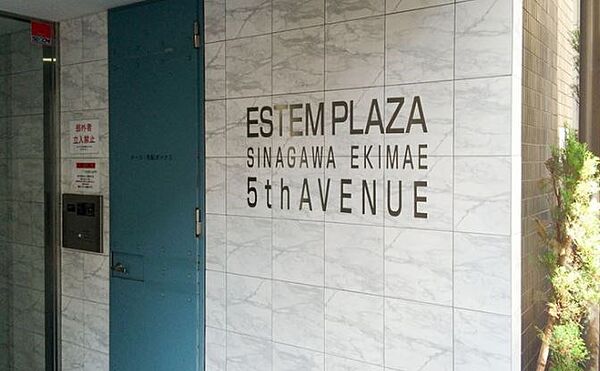 ESTEM PLAZA
SINAGAWA EKIMAE
5th AVENUE
部外者
立入禁止